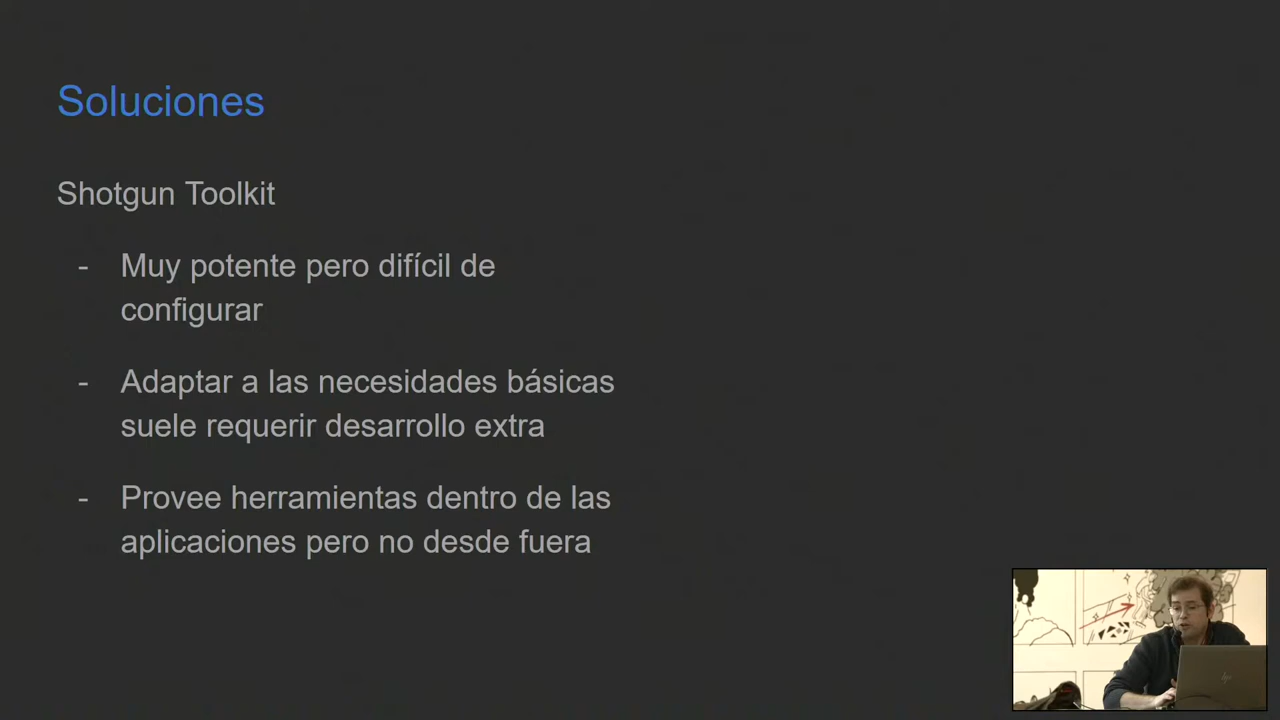 Soluciones
Shotgun Toolkit
- Muy potente pero difícil de
configurar
- Adaptar a las necesidades básicas
suele requerir desarrollo extra
- Provee herramientas dentro de las
aplicaciones pero no desde fuera